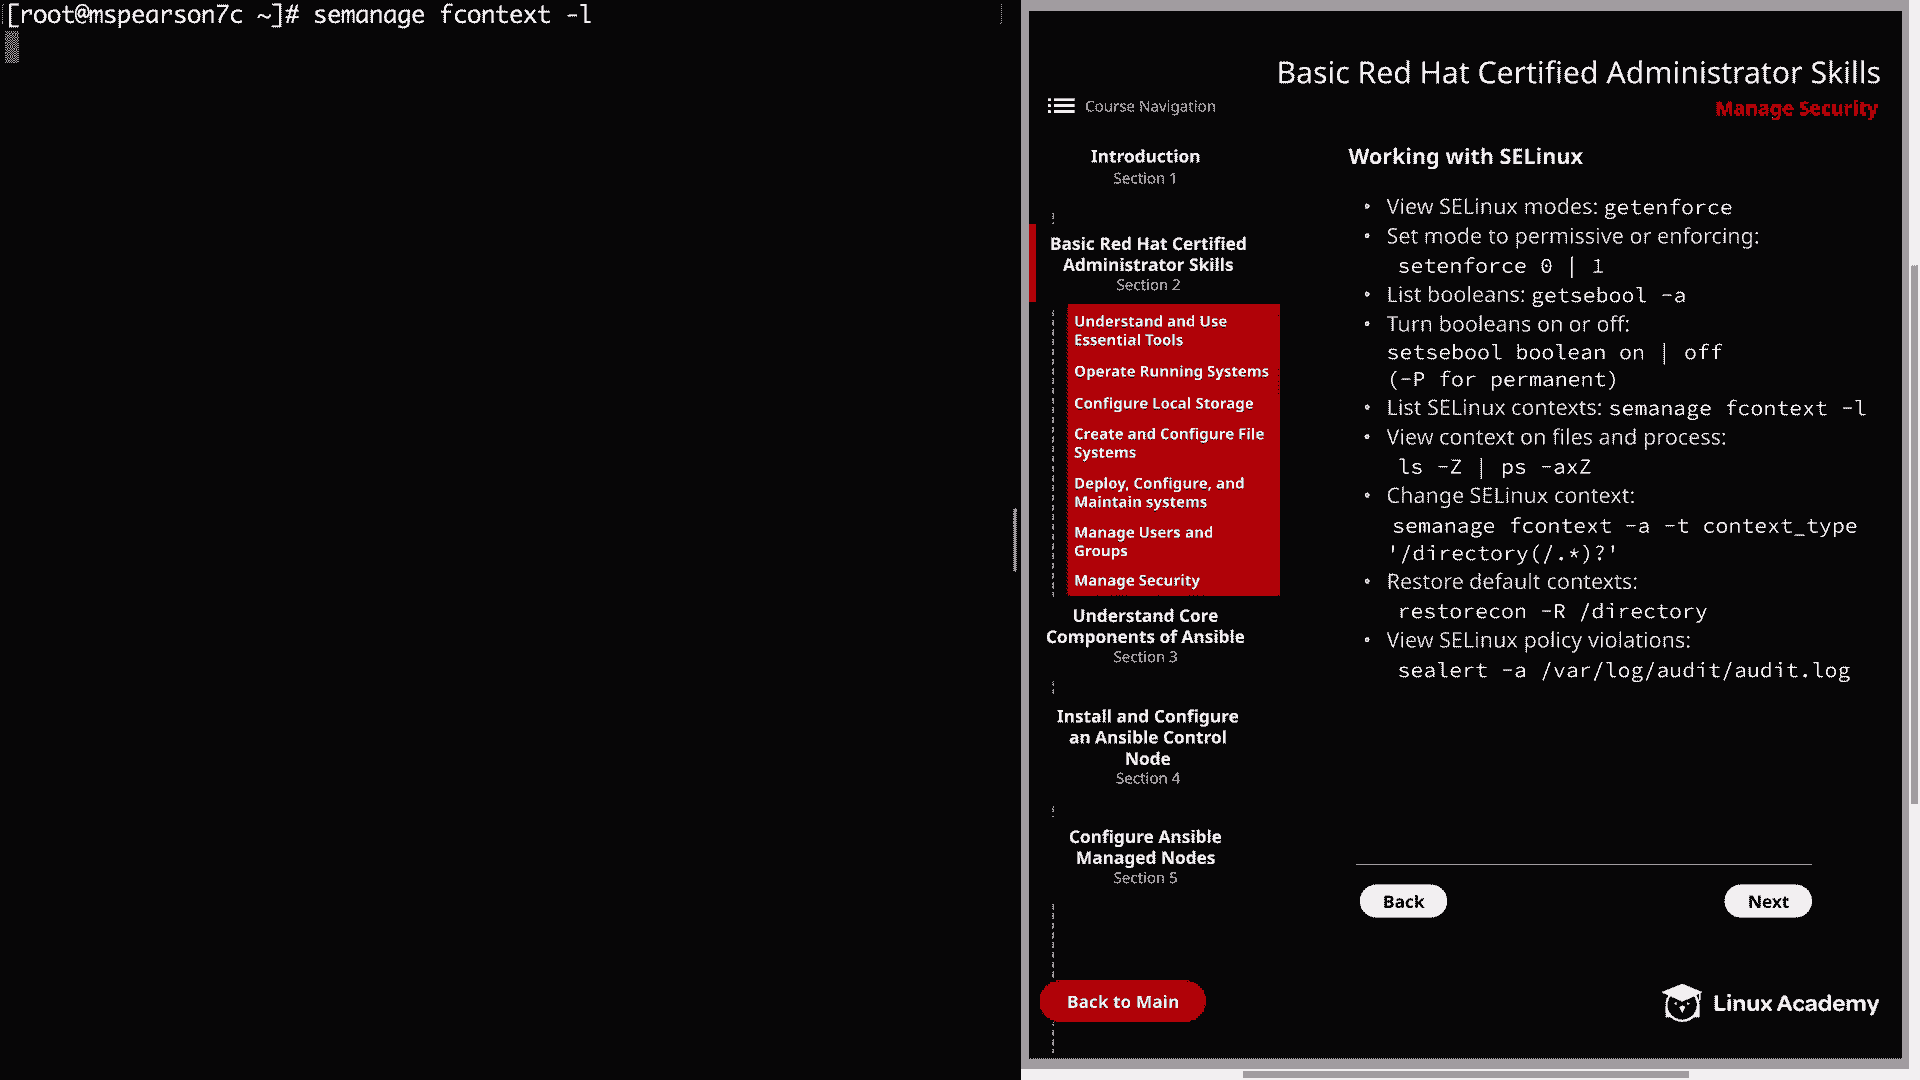 [root@mspearson7c ~]# semanage fcontext -l
Basic Red Hat Certified Administrator Skills
Manage Security
Course Navigation
Introduction
Section 1
Basic Red Hat Certified
Administrator Skills
Section 2
Understand and Use
Essential Tools
Operate Running Systems
Configure Local Storage
Create and Configure File
Systems
Deploy, Configure, and
Maintain systems
Manage Users and
Groups
Manage Security
Understand Core
Components of Ansible
Section 3
Install and Configure
an Ansible Control
Node
Section 4
Configure Ansible
Managed Nodes
Section 5
Back to Main
Working with SELinux
• View SELinux modes: getenforce
• Set mode to permissive or enforcing:
setenforce 0 | 1
• List booleans: getsebool -a
• Turn booleans on or off:
setsebool boolean on | off
(-P for permanent)
• List SELinux contexts: semanage fcontext -l
• View context on files and process:
ls -Z | ps -axZ
• Change SELinux context:
semanage fcontext -a -t context_type
'/directory(/.*)?'
• Restore default contexts:
restorecon -R /directory
• View SELinux policy violations:
sealert -a /var/log/audit/audit.log
Back
Next
Linux Academy